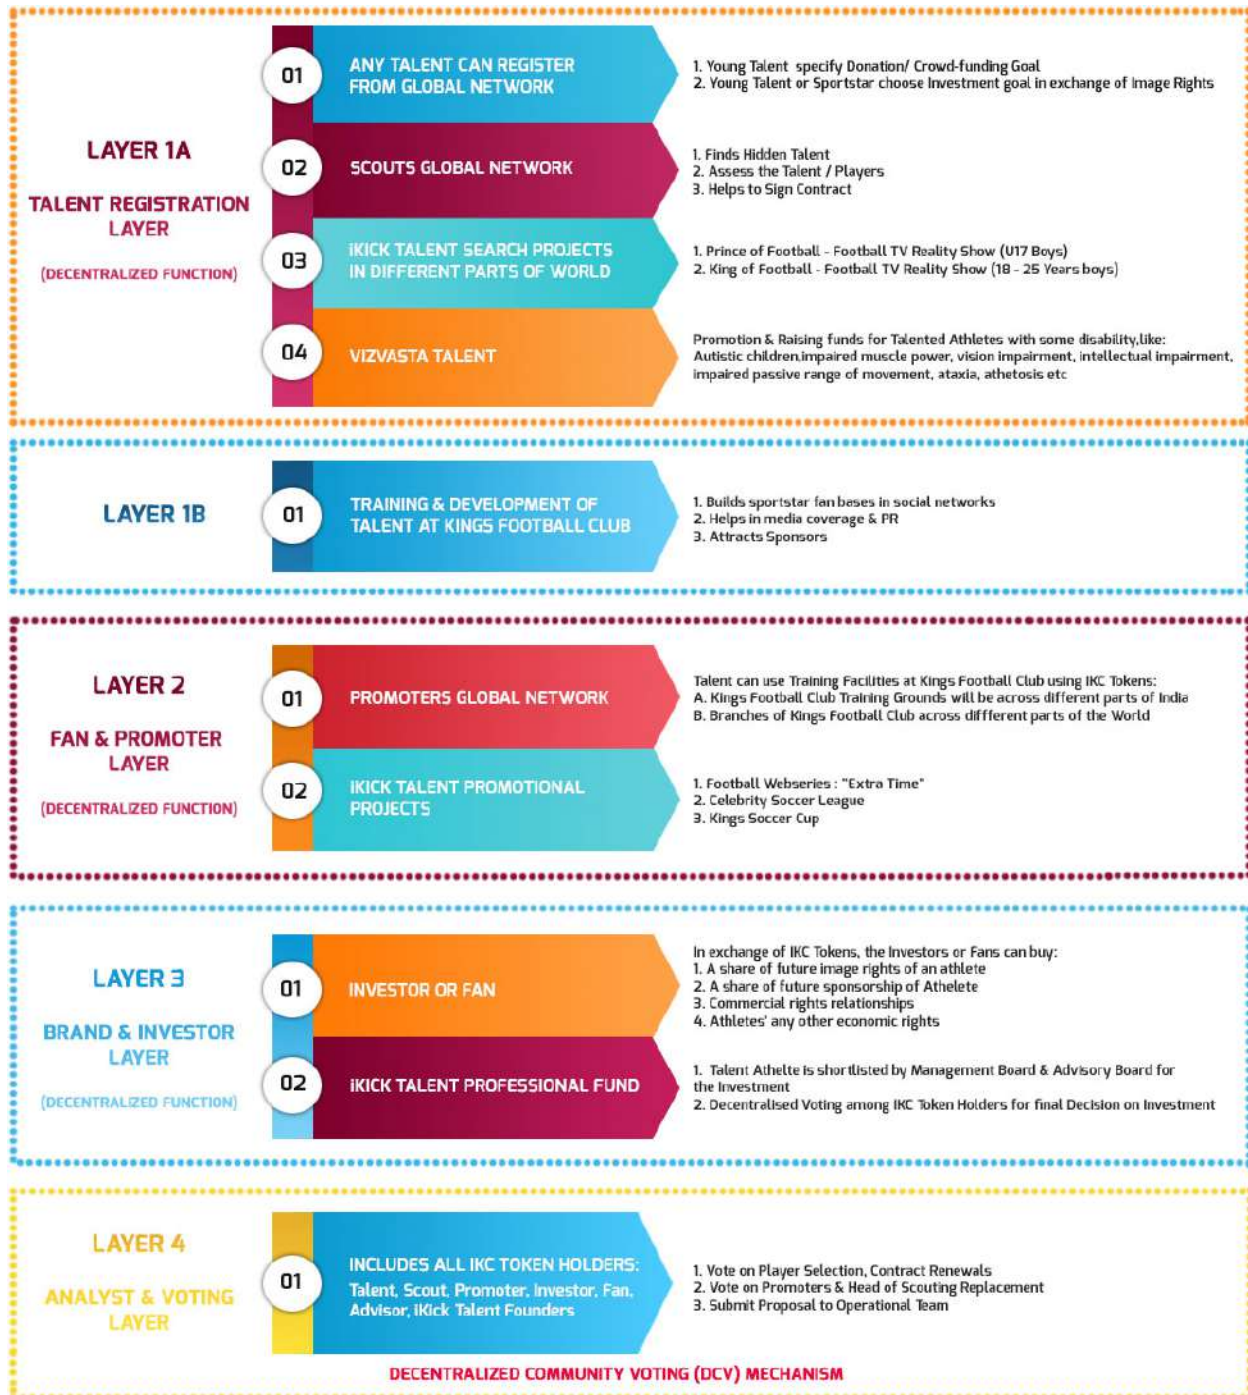 LAYER 1A
TALENT REGISTRATION
LAYER
(DECENTRALIZED FUNCTION)
01
ANY TALENT CAN REGISTER
FROM GLOBAL NETWORK
1. Young Talent specify Donation/ Crowd-funding Goal
2. Young Talent or Sportstar choose Investment goal in exchange of Image Rights
02
SCOUTS GLOBAL NETWORK
1. Finds Hidden Talent
2. Assess the Talent / Players
3. Helps to Sign Contract
03
iKICK TALENT SEARCH PROJECTS
IN DIFFERENT PARTS OF WORLD
1. Prince of Football - Football TV Reality Show (U17 Boys)
2. King of Football - Football TV Reality Show (18 - 25 Years boys)
04
VIZVASTA TALENT
Promotion & Raising funds for Talented Athletes with some disability,like:
Autistic children,impaired muscle power, vision impairment, intellectual impairment,
impaired passive range of movement, ataxia, athetosis etc
LAYER 1B
01
TRAINING & DEVELOPMENT OF
TALENT AT KINGS FOOTBALL CLUB
1. Builds sportstar fan bases in social networks
2. Helps in media coverage & PR
3. Attracts Sponsors
LAYER 2
FAN & PROMOTER
LAYER
(DECENTRALIZED FUNCTION)
01
PROMOTERS GLOBAL NETWORK
Talent can use Training Facilities at Kings Football Club using IKC Tokens:
A. Kings Football Club Training Grounds will be across different parts of India
B. Branches of Kings Football Club across diffferent parts of the World
02
IKICK TALENT PROMOTIONAL
PROJECTS
1. Football Webseries : "Extra Time"
2. Celebrity Soccer League
3. Kings Soccer Cup
LAYER 3
BRAND & INVESTOR
LAYER
(DECENTRALIZED FUNCTION)
01
INVESTOR OR FAN
In exchange of IKC Tokens, the Investors or Fans can buy:
1. A share of future image rights of an athlete
2. A share of future sponsorship of Athelete
3. Commercial rights relationships
4. Athletes' any other economic rights
02
iKICK TALENT PROFESSIONAL FUND
1. Talent Athelte is shortlisted by Management Board & Advisory Board for
the Investment
2. Decentralised Voting among IKC Token Holders for final Decision on Investment
LAYER 4
ANALYST & VOTING
LAYER
01
INCLUDES ALL IKC TOKEN HOLDERS:
Talent, Scout, Promoter, Investor, Fan,
Advisor, iKick Talent Founders
1. Vote on Player Selection, Contract Renewals
2. Vote on Promoters & Head of Scouting Replacement
3. Submit Proposal to Operational Team
DECENTRALIZED COMMUNITY VOTING (DCV) MECHANISM